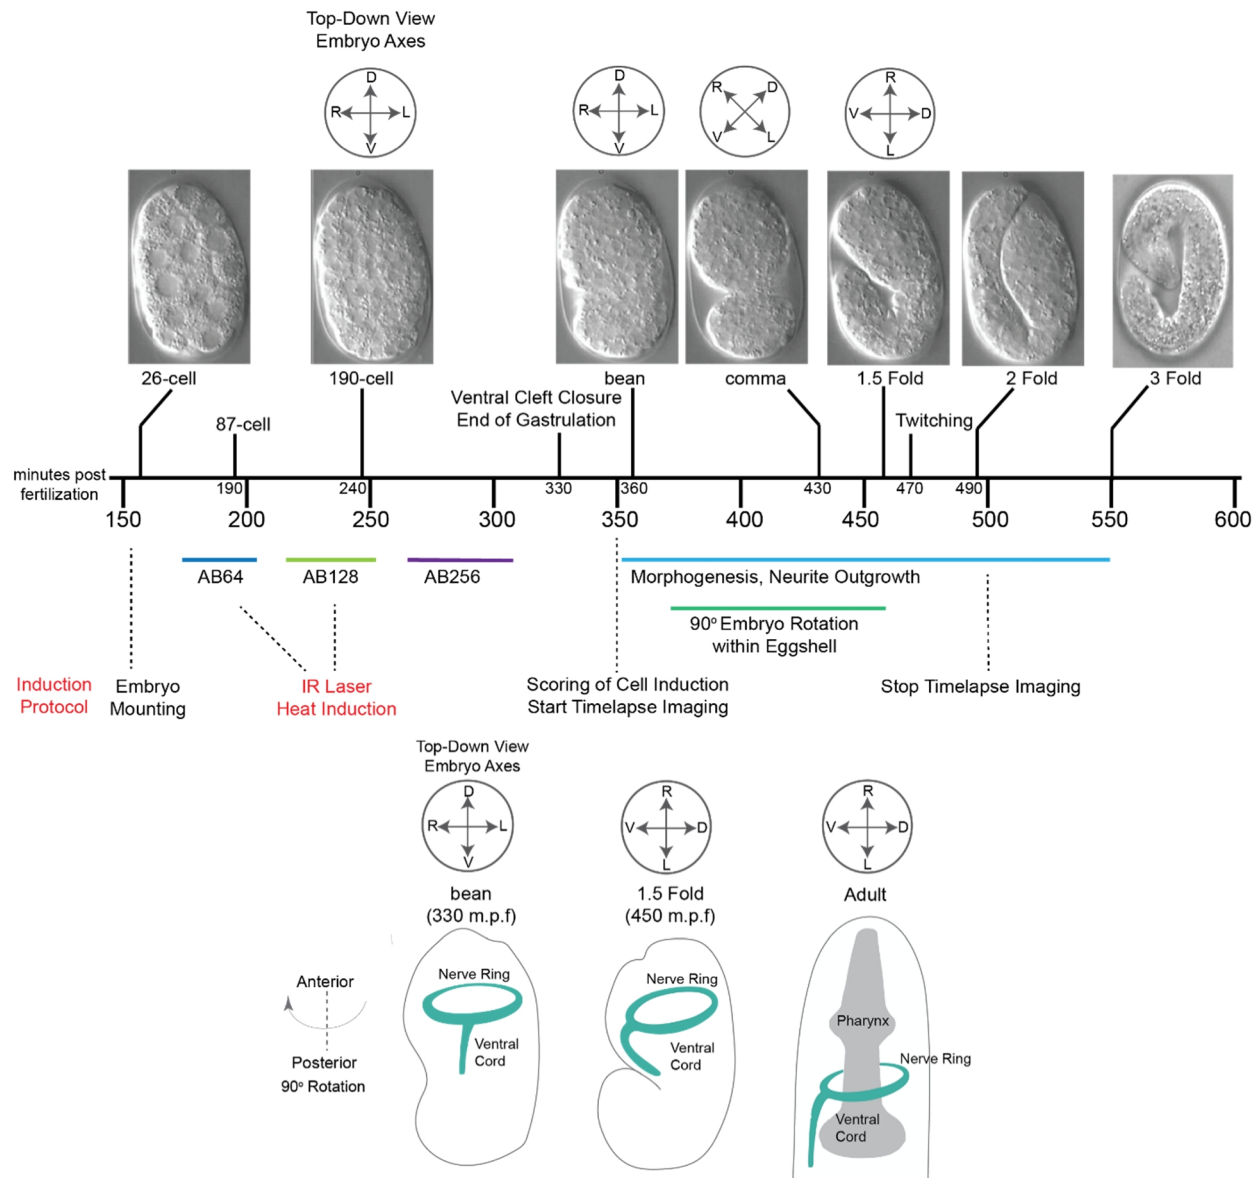 Top-Down View
Embryo Axes
D
R L
V
D
R L
V
R D
V L
R
V D
L
26-cell
190-cell
bean
comma
1.5 Fold
2 Fold
3 Fold
87-cell
Ventral Cleft Closure
End of Gastrulation
Twitching
minutes post
fertilization
190
240
330
360
430
470
490
150
200
250
300
350
400
450
500
550
600
AB64
AB128
AB256
Morphogenesis, Neurite Outgrowth
90º Embryo Rotation
within Eggshell
Induction
Protocol
Embryo
Mounting
IR Laser
Heat Induction
Scoring of Cell Induction
Start Timelapse Imaging
Stop Timelapse Imaging
Top-Down View
Embryo Axes
D
R L
V
R
V D
L
R
V D
L
bean
(330 m.p.f)
1.5 Fold
(450 m.p.f)
Adult
Anterior
Posterior
90º Rotation
Nerve Ring
Ventral
Cord
Nerve Ring
Ventral
Cord
Pharynx
Nerve Ring
Ventral
Cord